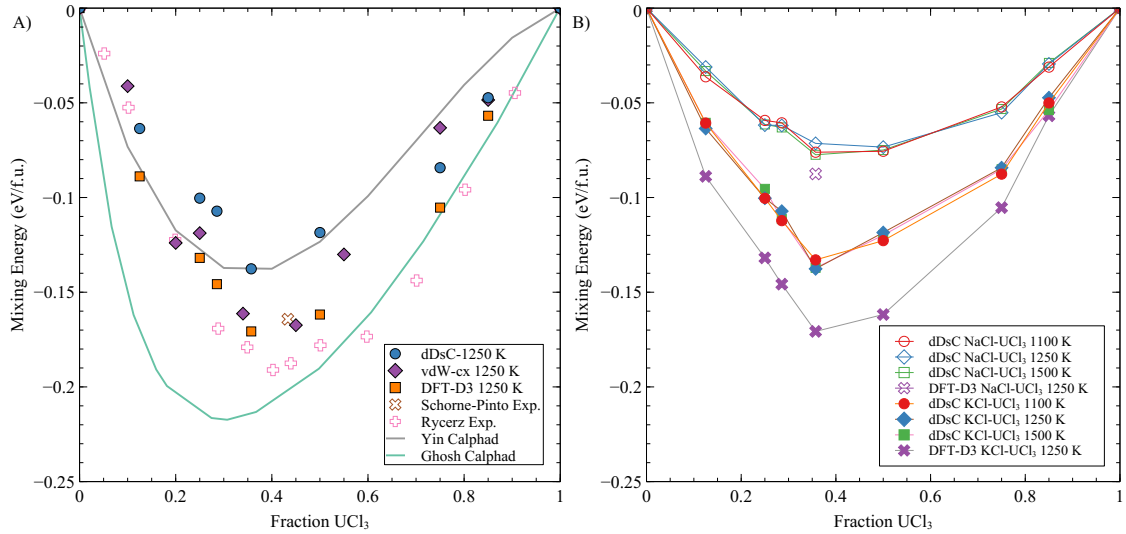 A)
Mixing Energy (eV/f.u.)
0
−0.05
−0.1
−0.15
−0.2
−0.25
0
0.2
0.4
0.6
0.8
1
Fraction UCl₃
dDsC-1250 K
vdW-cx 1250 K
DFT-D3 1250 K
Schorne-Pinto Exp.
Rycerz Exp.
Yin Calphad
Ghosh Calphad
B)
Mixing Energy (eV/f.u.)
0
−0.05
−0.1
−0.15
−0.2
−0.25
0
0.2
0.4
0.6
0.8
1
Fraction UCl₃
dDsC NaCl-UCl₃ 1100 K
dDsC NaCl-UCl₃ 1250 K
dDsC NaCl-UCl₃ 1500 K
DFT-D3 NaCl-UCl₃ 1250 K
dDsC KCl-UCl₃ 1100 K
dDsC KCl-UCl₃ 1250 K
dDsC KCl-UCl₃ 1500 K
DFT-D3 KCl-UCl₃ 1250 K